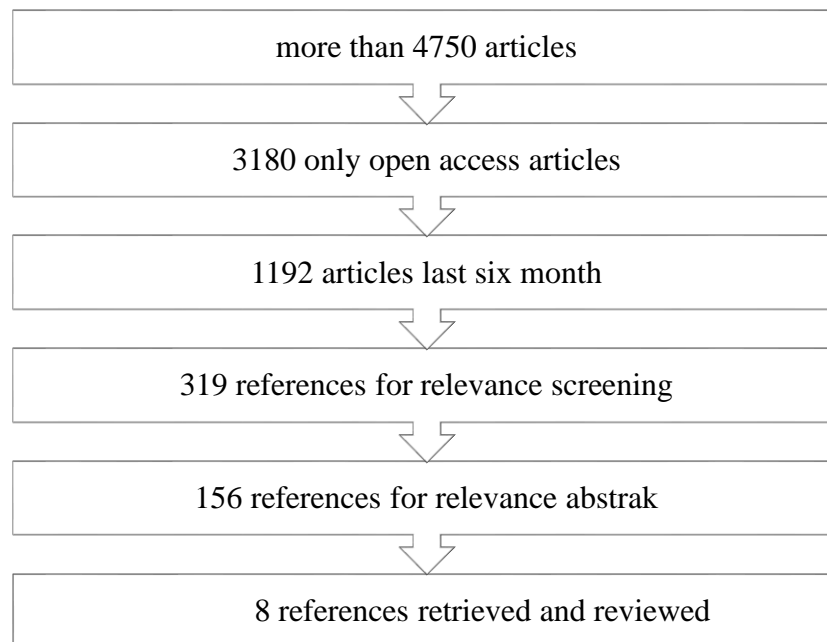 more than 4750 articles
3180 only open access articles
1192 articles last six month
319 references for relevance screening
156 references for relevance abstrak
8 references retrieved and reviewed